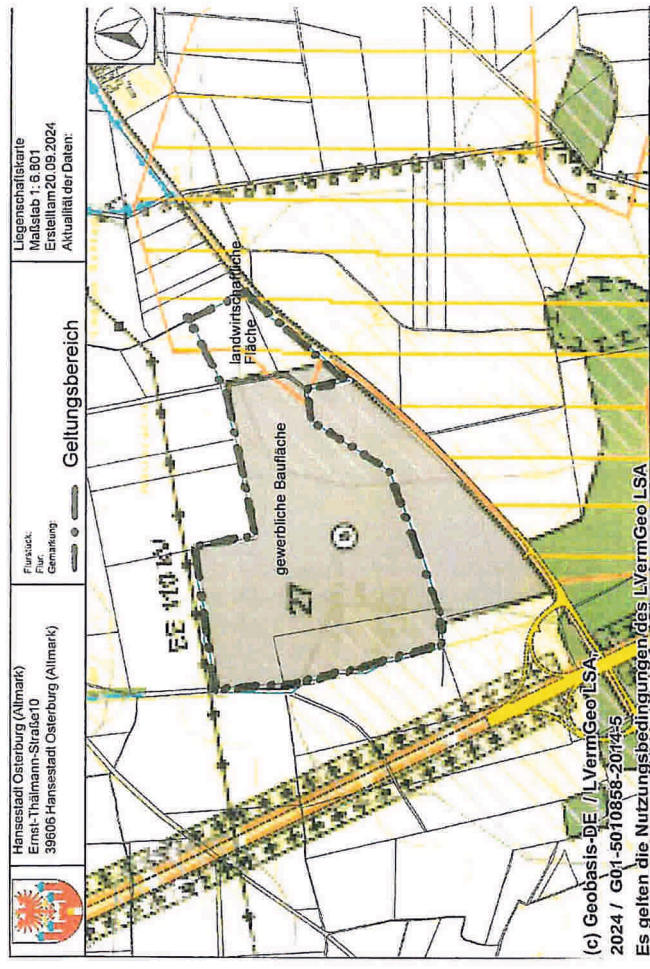 Hansestadt Osterburg (Altmark)
Ernst-Thälmann-Straße10
39606 Hansestadt Osterburg (Altmark)
Flurstück:
Flur:
Gemarkung:
Geltungsbereich
Liegenschaftskarte
Maßstab 1: 6.801
Erstellt am 20.09.2024
Aktualität der Daten:
EE 110 KV
landwirtschaftliche
Fläche
gewerbliche Baufläche
27
(c) Geobasis-DE / LVermGeo LSA,
2024 / G01-5010858-2014-5
Es gelten die Nutzungsbedingungen des LVermGeo LSA